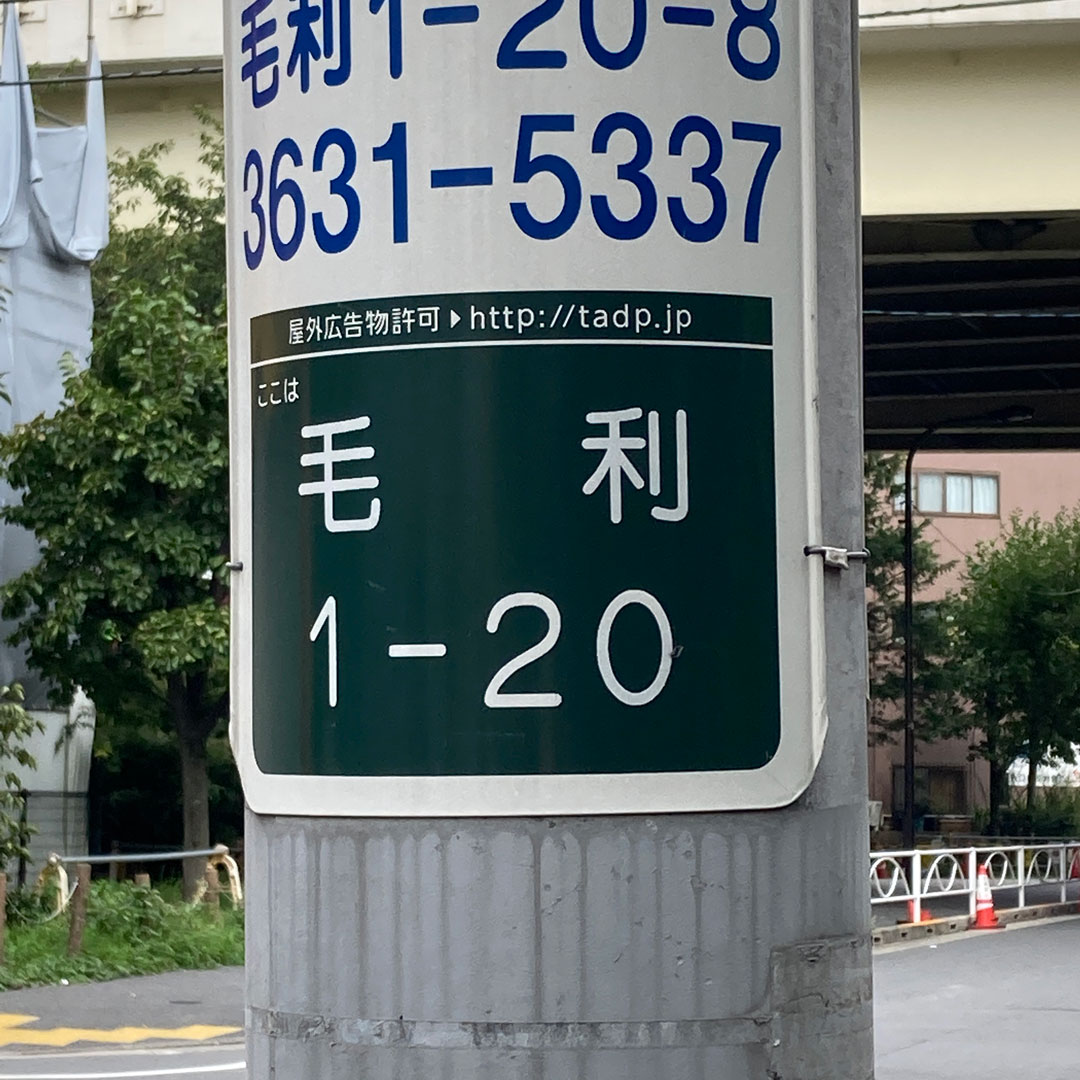 毛利1-20-8
3631-5337
屋外広告物許可▶http://tadp.jp
ここは
毛利
1-20